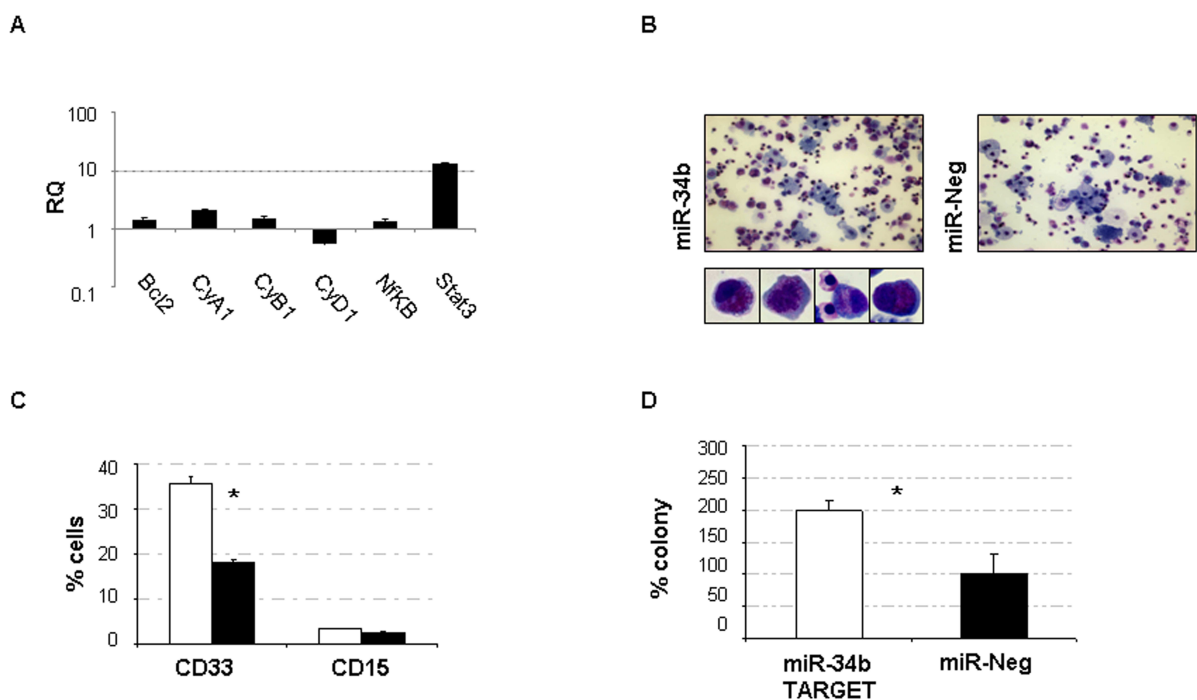 A
100
10
1
0.1
RQ
Bcl2
CyA1
CyB1
CyD1
NfKB
Stat3
B
miR-34b
miR-Neg
C
40
30
20
10
0
% cells
*
CD33
CD15
D
300
250
200
150
100
50
0
% colony
*
miR-34b
TARGET
miR-Neg